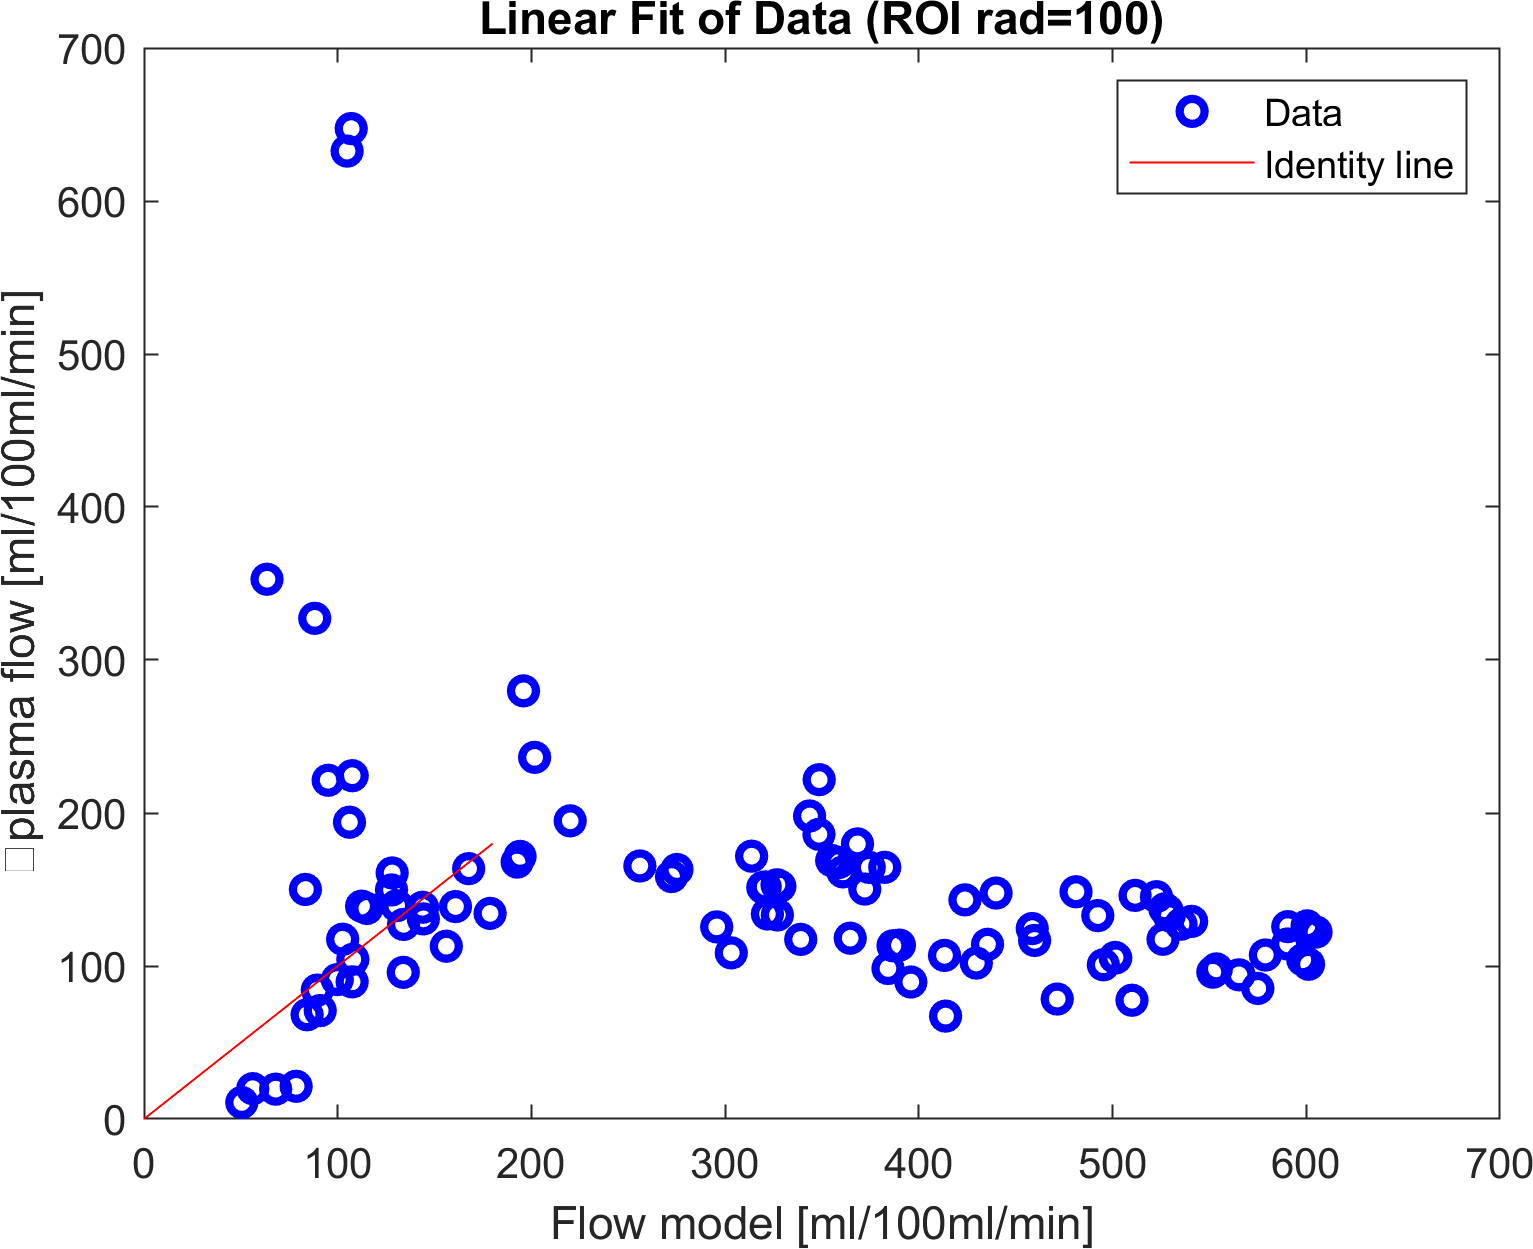 Linear Fit of Data (ROI rad=100)
700
600
500
400
300
200
100
0
□plasma flow [ml/100ml/min]
Data
Identity line
0 100 200 300 400 500 600 700
Flow model [ml/100ml/min]